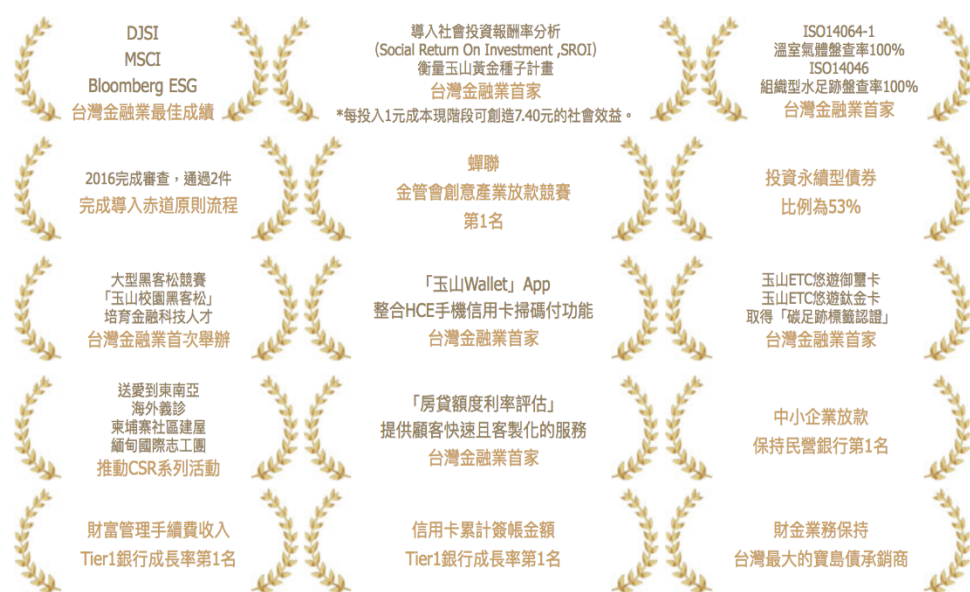 DJSI
MSCI
Bloomberg ESG
台灣金融業最佳成績
導入社會投資報酬率分析
(Social Return On Investment ,SROI)
衡量玉山黃金種子計畫
台灣金融業首家
*每投入1元成本現階段可創造7.40元的社會效益。
ISO14064-1
溫室氣體盤查率100%
ISO14046
組織型水足跡盤查率100%
台灣金融業首家
2016完成審查，通過2件
完成導入赤道原則流程
蟬聯
金管會創意產業放款競賽
第1名
投資永續型債券
比例為53%
大型黑客松競賽
「玉山校園黑客松」
培育金融科技人才
台灣金融業首次舉辦
「玉山Wallet」App
整合HCE手機信用卡掃碼付功能
台灣金融業首家
玉山ETC悠遊御璽卡
玉山ETC悠遊鈦金卡
取得「碳足跡標籤認證」
台灣金融業首家
送愛到東南亞
海外義診
柬埔寨社區建屋
緬甸國際志工團
推動CSR系列活動
「房貸額度利率評估」
提供顧客快速且客製化的服務
台灣金融業首家
中小企業放款
保持民營銀行第1名
財富管理手續費收入
Tier1銀行成長率第1名
信用卡累計簽帳金額
Tier1銀行成長率第1名
財金業務保持
台灣最大的寶島債承銷商